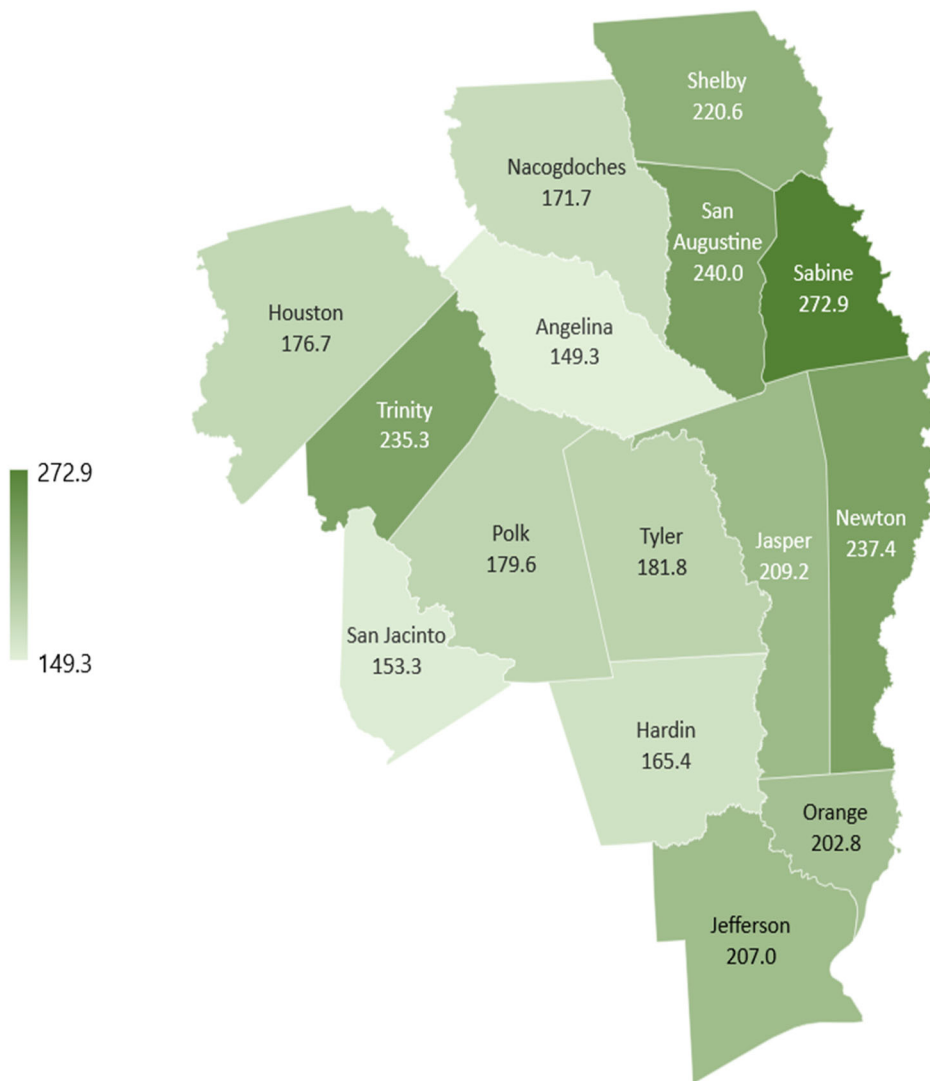 Shelby
220.6
Nacogdoches
171.7
San
Augustine
240.0
Sabine
272.9
Houston
176.7
Angelina
149.3
Trinity
235.3
272.9
149.3
Polk
179.6
Tyler
181.8
Jasper
209.2
Newton
237.4
San Jacinto
153.3
Hardin
165.4
Orange
202.8
Jefferson
207.0